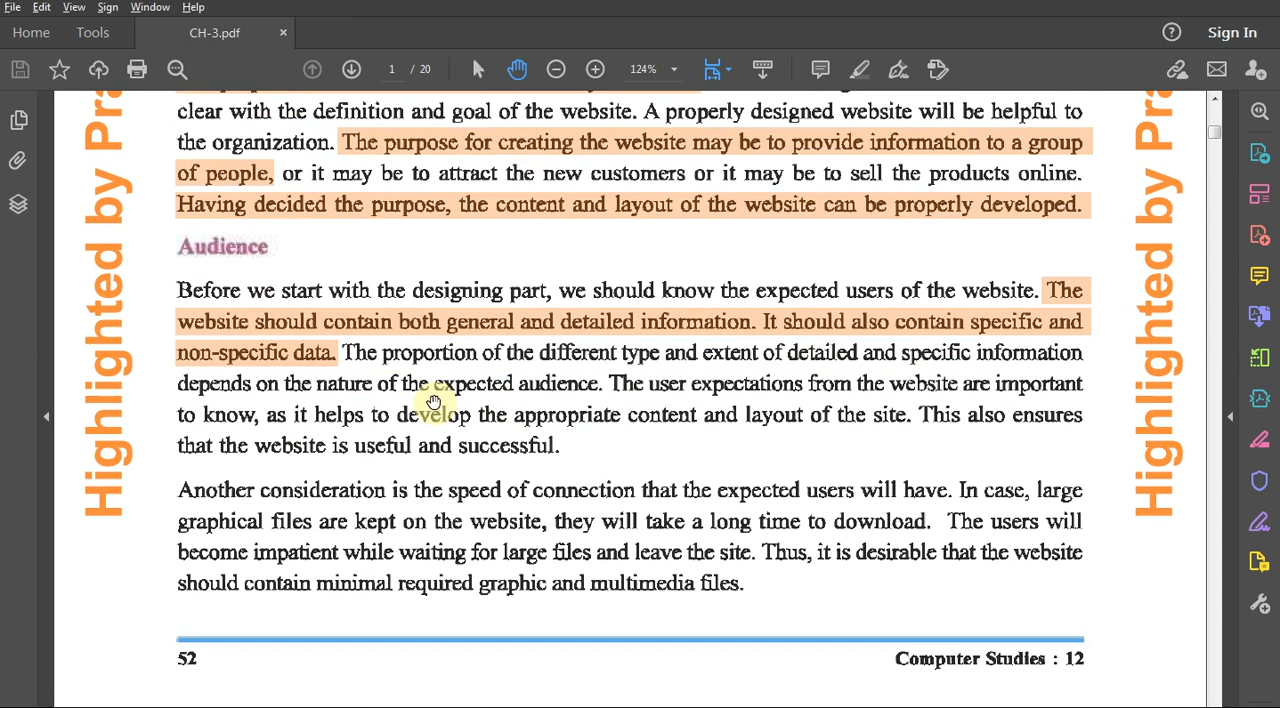 File Edit View Sign Window Help
Home Tools CH-3.pdf × Sign In
1 / 20 124%
clear with the definition and goal of the website. A properly designed website will be helpful to
the organization. The purpose for creating the website may be to provide information to a group
of people, or it may be to attract the new customers or it may be to sell the products online.
Having decided the purpose, the content and layout of the website can be properly developed.
Audience
Before we start with the designing part, we should know the expected users of the website. The
website should contain both general and detailed information. It should also contain specific and
non-specific data. The proportion of the different type and extent of detailed and specific information
depends on the nature of the expected audience. The user expectations from the website are important
to know, as it helps to develop the appropriate content and layout of the site. This also ensures
that the website is useful and successful.
Another consideration is the speed of connection that the expected users will have. In case, large
graphical files are kept on the website, they will take a long time to download. The users will
become impatient while waiting for large files and leave the site. Thus, it is desirable that the website
should contain minimal required graphic and multimedia files.
52 Computer Studies : 12
Highlighted by Pra
Highlighted by Pra